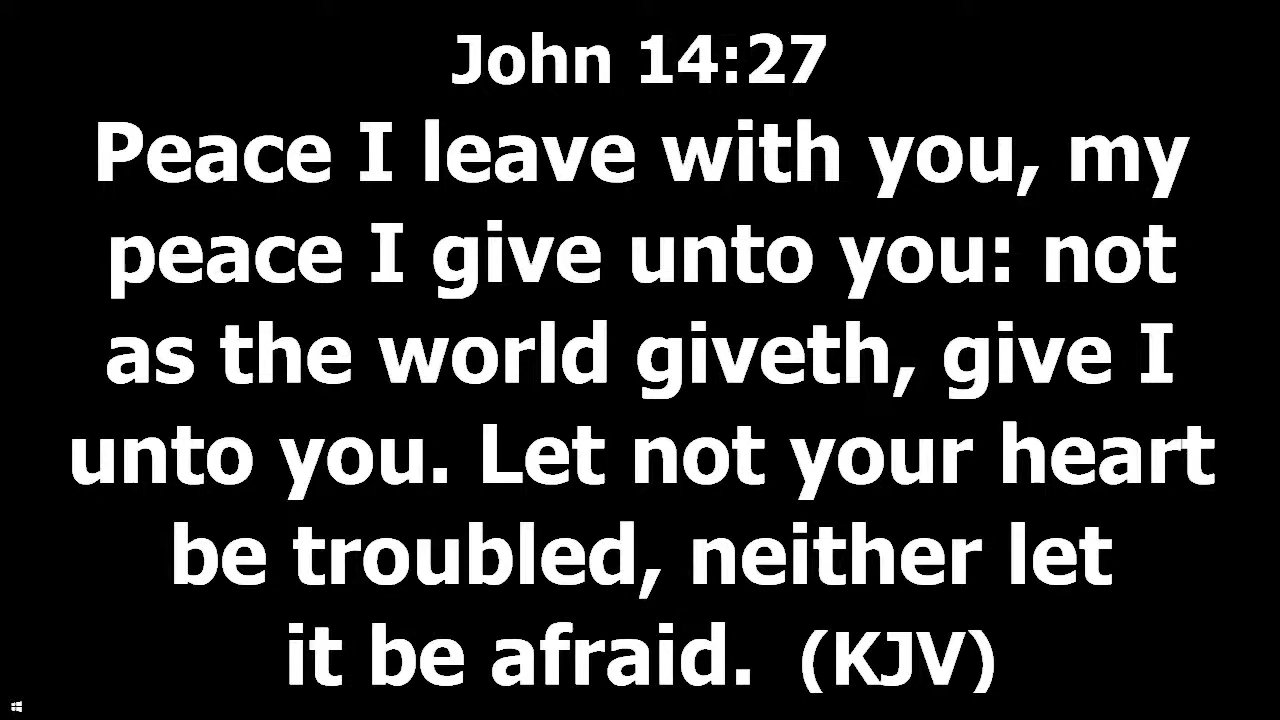 John 14:27
Peace I leave with you, my
peace I give unto you: not
as the world giveth, give I
unto you. Let not your heart
be troubled, neither let
it be afraid.  (KJV)